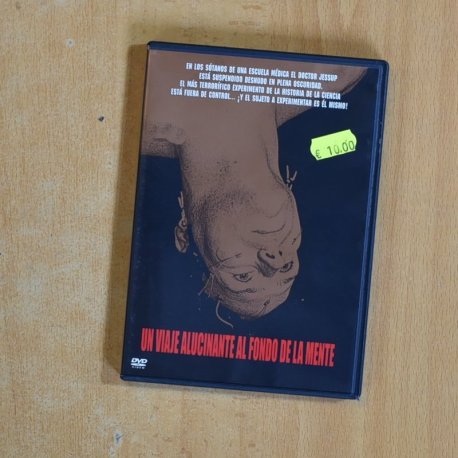 EN LOS SÓTANOS DE UNA ESCUELA MÉDICA EL DOCTOR JESSUP
ESTÁ SUSPENDIDO DESNUDO EN PLENA OSCURIDAD.
EL MÁS TERRORÍFICO EXPERIMENTO DE LA HISTORIA DE LA CIENCIA
ESTÁ FUERA DE CONTROL... ¡Y EL SUJETO A EXPERIMENTAR ES ÉL MISMO!
€ 10.00
UN VIAJE ALUCINANTE AL FONDO DE LA MENTE
DVD
VIDEO